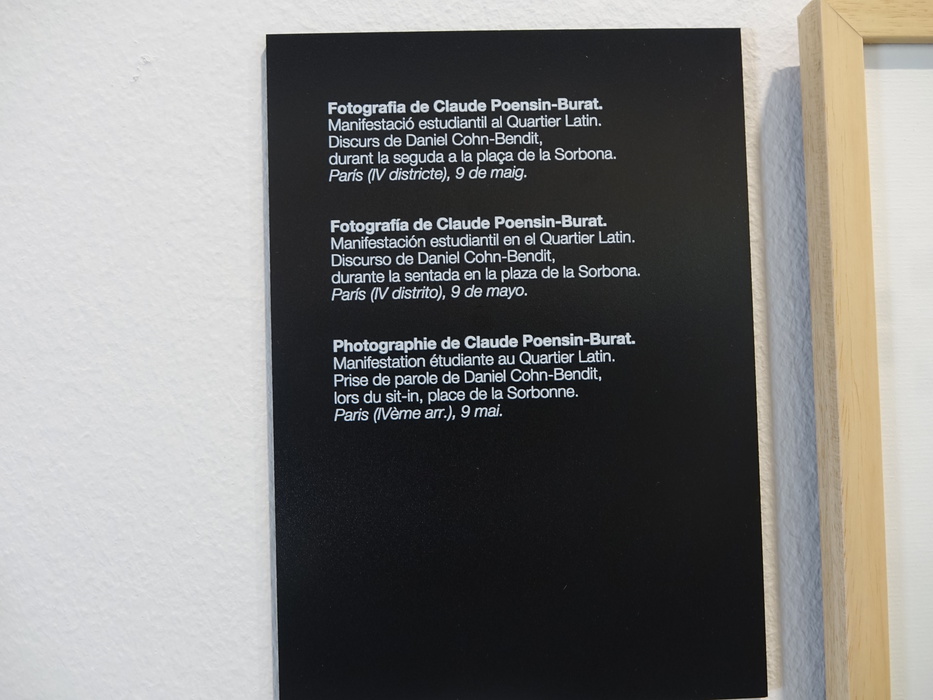 Fotografia de Claude Poensin-Burat.
Manifestació estudiantil al Quartier Latin.
Discurs de Daniel Cohn-Bendit,
durant la seguda a la plaça de la Sorbona.
París (IV districte), 9 de maig.
Fotografía de Claude Poensin-Burat.
Manifestación estudiantil en el Quartier Latin.
Discurso de Daniel Cohn-Bendit,
durante la sentada en la plaza de la Sorbona.
París (IV distrito), 9 de mayo.
Photographie de Claude Poensin-Burat.
Manifestation étudiante au Quartier Latin.
Prise de parole de Daniel Cohn-Bendit,
lors du sit-in, place de la Sorbonne.
Paris (IVème arr.), 9 mai.